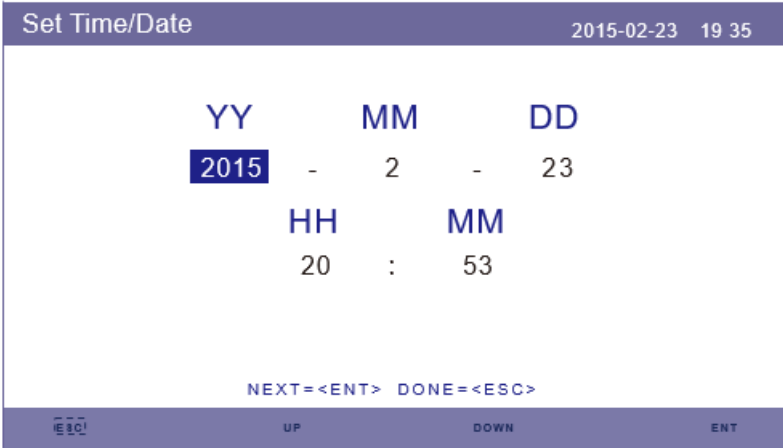 Set Time/Date 2015-02-23 19 35
YY MM DD
2015 - 2 - 23
HH MM
20 : 53
NEXT=<ENT> DONE=<ESC>
ESC UP DOWN ENT